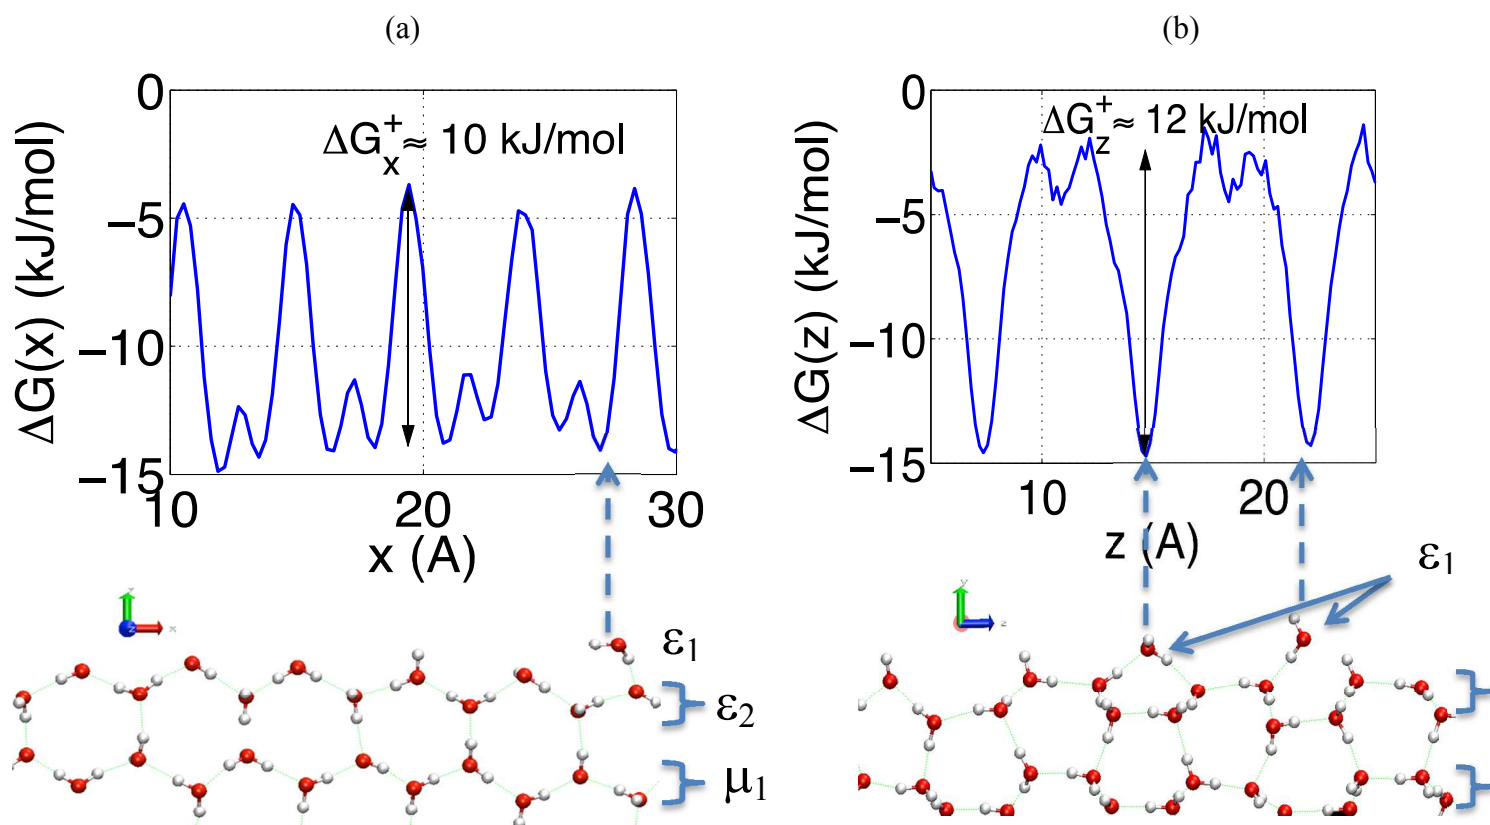 (a)
(b)
0
−5
−10
−15
ΔG(x) (kJ/mol)
ΔG⁺ₓ≈ 10 kJ/mol
10
20
30
x (A)
0
−5
−10
−15
ΔG(z) (kJ/mol)
ΔG⁺_z≈ 12 kJ/mol
10
20
z (A)
ε₁
ε₁
ε₂
μ₁